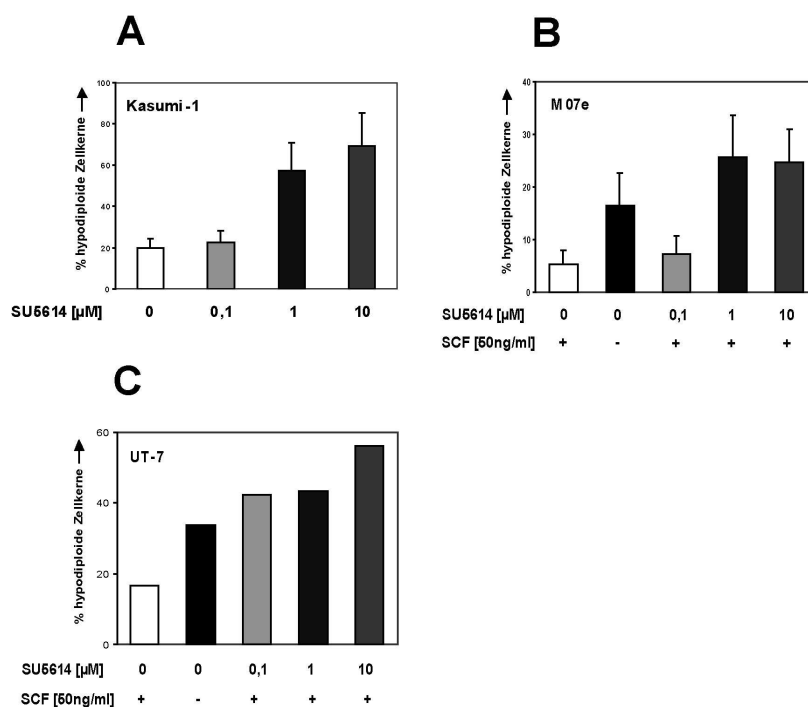 A
% hypodiploide Zellkerne
100
80
60
40
20
0
Kasumi-1
SU5614 [µM] 0 0,1 1 10
B
% hypodiploide Zellkerne
40
30
20
10
0
M07e
SU5614 [µM] 0 0 0,1 1 10
SCF [50ng/ml] + - + + +
C
% hypodiploide Zellkerne
60
40
20
0
UT-7
SU5614 [µM] 0 0 0,1 1 10
SCF [50ng/ml] + - + + +